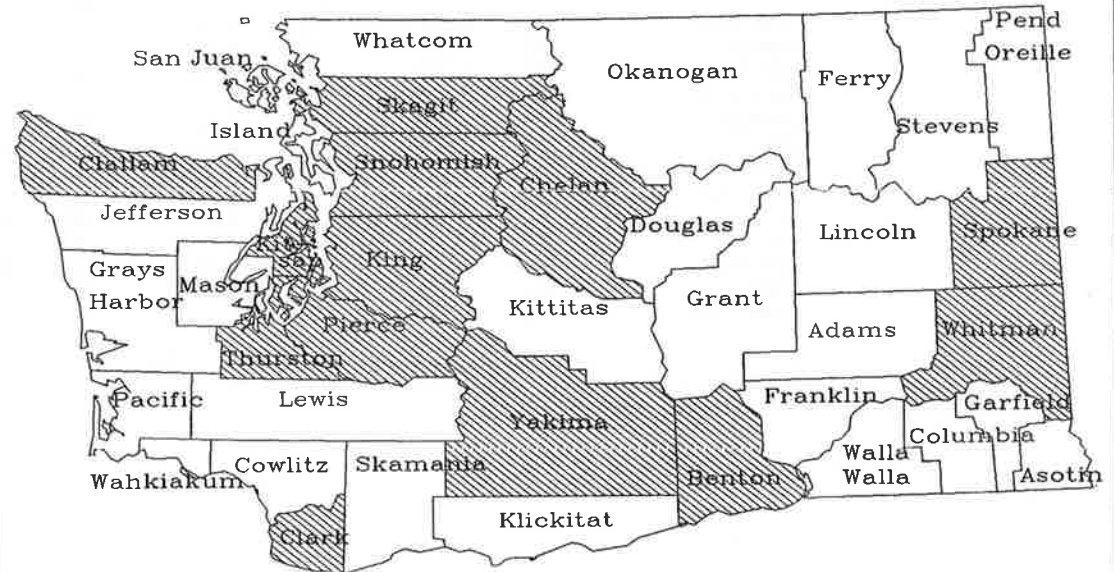 Whatcom
San Juan
Okanogan
Ferry
Pend
Oreille
Stevens
Skagit
Island
Clallam
Snohomish
Chelan
Jefferson
Douglas
Lincoln
Spokane
Kit
sap
King
Grays
Harbor
Mason
Kittitas
Grant
Pierce
Adams
Whitman
Thurston
Pacific
Lewis
Yakima
Franklin
Garfield
Columbia
Wahkiakum
Cowlitz
Skamania
Benton
Walla
Walla
Asotin
Clark
Klickitat